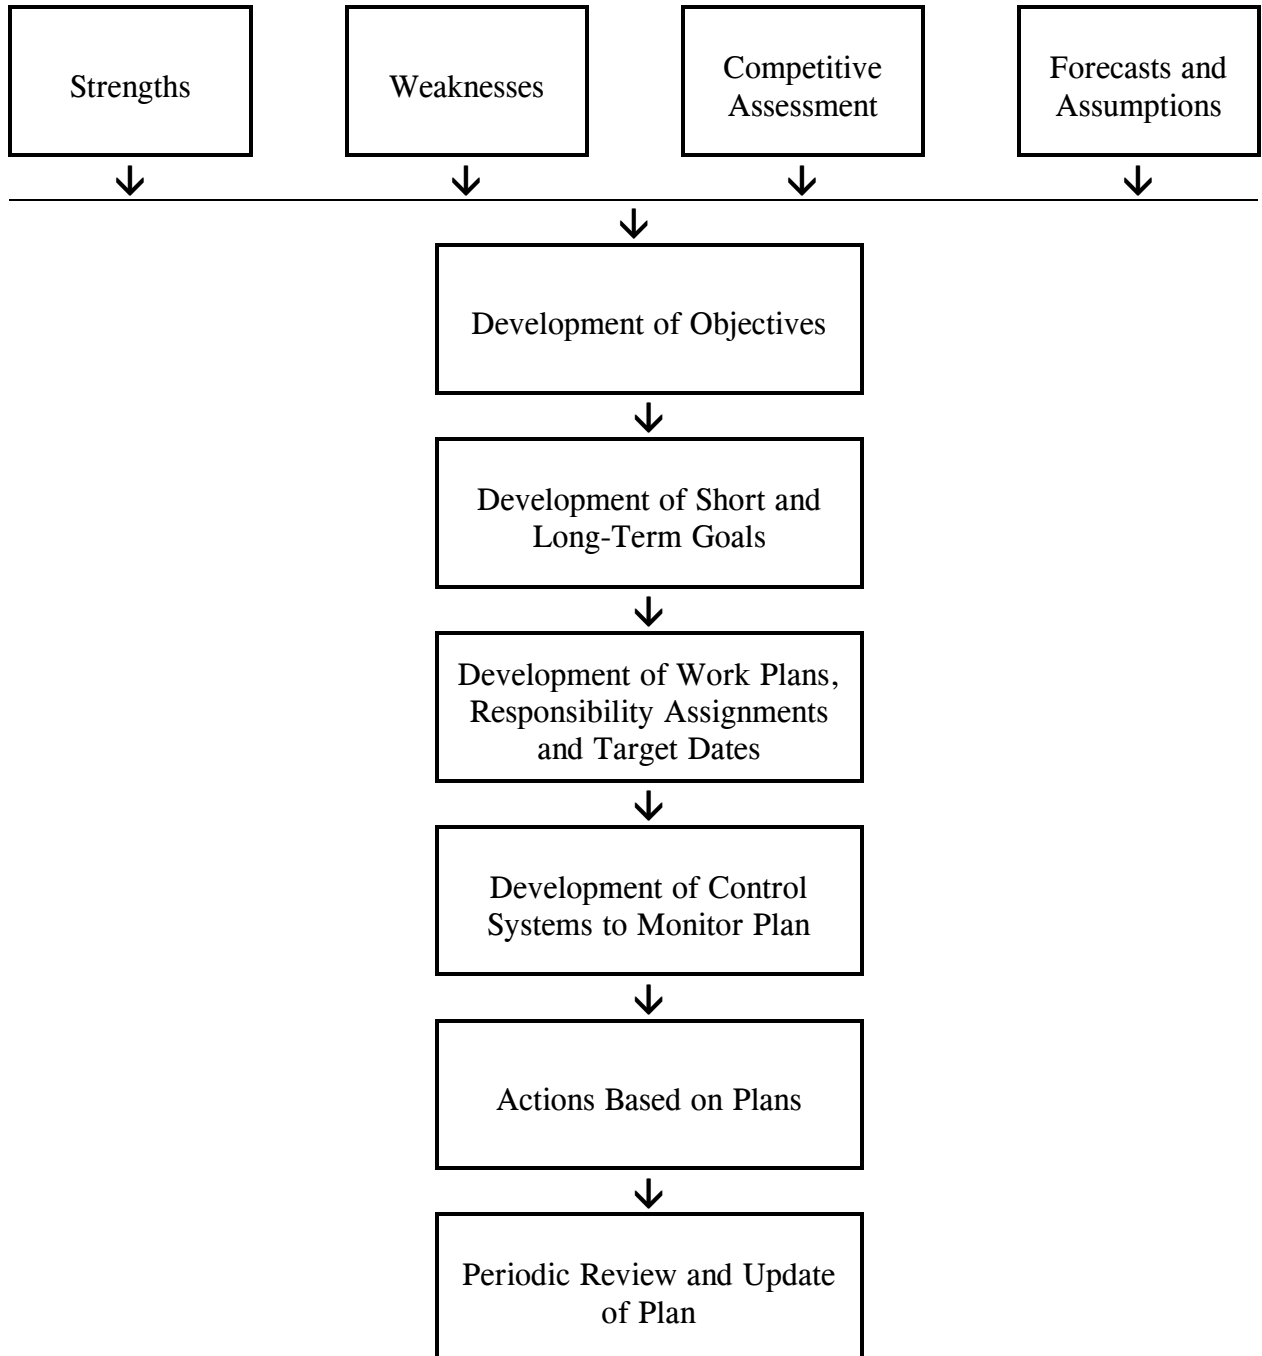 Strengths
Weaknesses
Competitive
Assessment
Forecasts and
Assumptions
Development of Objectives
Development of Short and
Long-Term Goals
Development of Work Plans,
Responsibility Assignments
and Target Dates
Development of Control
Systems to Monitor Plan
Actions Based on Plans
Periodic Review and Update
of Plan